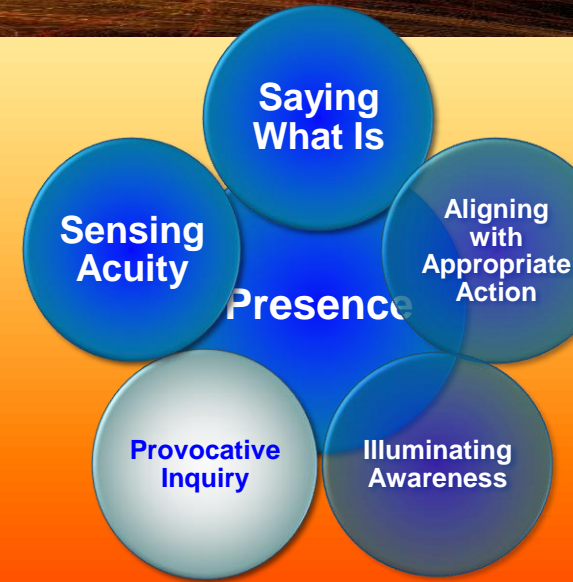 Saying
What Is
Sensing
Acuity
Aligning
with
Appropriate
Action
Presence
Provocative
Inquiry
Illuminating
Awareness